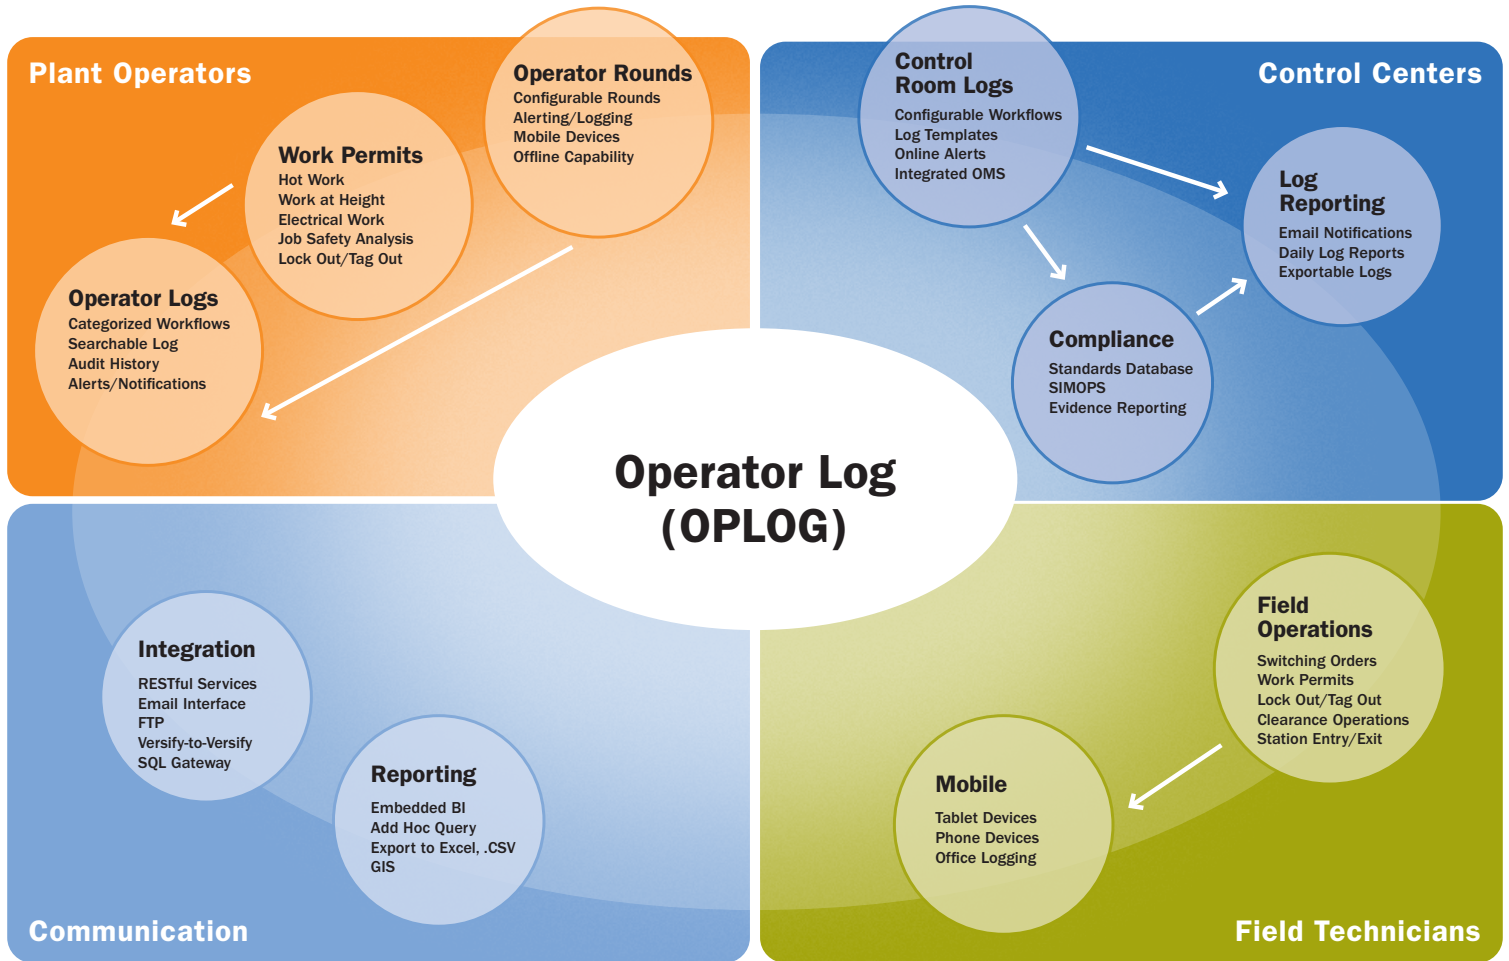 Plant Operators
Operator Rounds
Configurable Rounds
Alerting/Logging
Mobile Devices
Offline Capability
Work Permits
Hot Work
Work at Height
Electrical Work
Job Safety Analysis
Lock Out/Tag Out
Operator Logs
Categorized Workflows
Searchable Log
Audit History
Alerts/Notifications
Control Centers
Control
Room Logs
Configurable Workflows
Log Templates
Online Alerts
Integrated OMS
Log
Reporting
Email Notifications
Daily Log Reports
Exportable Logs
Compliance
Standards Database
SIMOPS
Evidence Reporting
Operator Log
(OPLOG)
Integration
RESTful Services
Email Interface
FTP
Versify-to-Versify
SQL Gateway
Reporting
Embedded BI
Add Hoc Query
Export to Excel, .CSV
GIS
Communication
Field
Operations
Switching Orders
Work Permits
Lock Out/Tag Out
Clearance Operations
Station Entry/Exit
Mobile
Tablet Devices
Phone Devices
Office Logging
Field Technicians